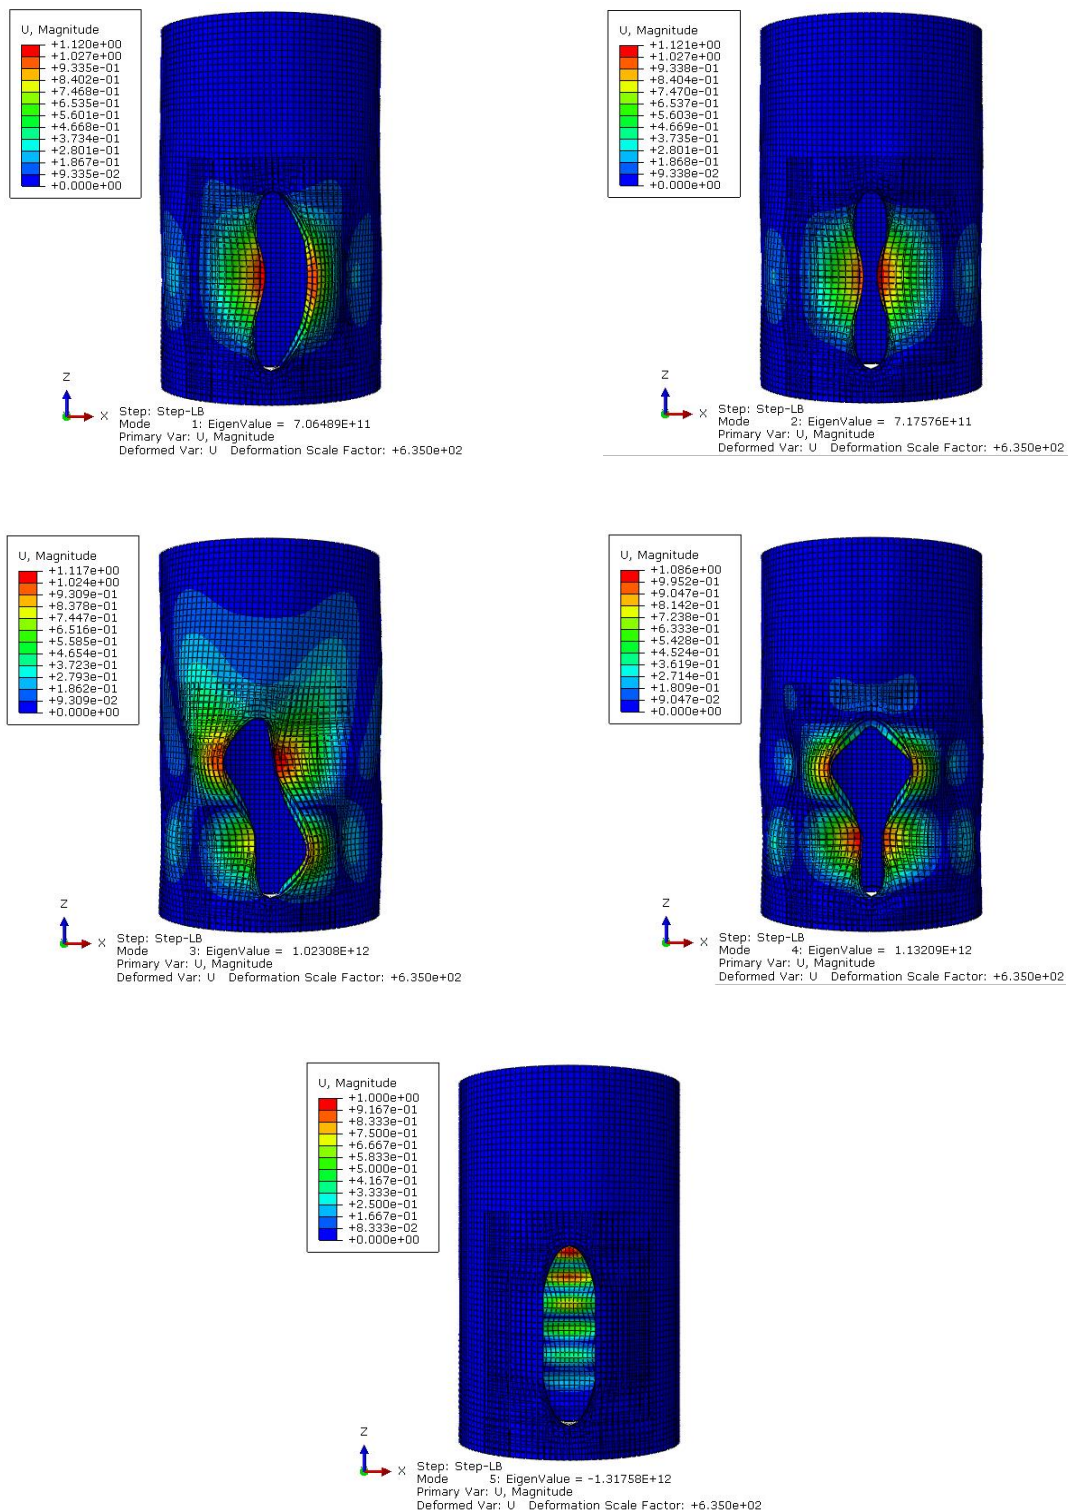 U, Magnitude
+1.120e+00
+1.027e+00
+9.335e-01
+8.402e-01
+7.468e-01
+6.535e-01
+5.601e-01
+4.668e-01
+3.734e-01
+2.801e-01
+1.867e-01
+9.335e-02
+0.000e+00
Z
X
Step: Step-LB
Mode 1: EigenValue = 7.06489E+11
Primary Var: U, Magnitude
Deformed Var: U Deformation Scale Factor: +6.350e+02
U, Magnitude
+1.121e+00
+1.027e+00
+9.338e-01
+8.404e-01
+7.470e-01
+6.537e-01
+5.603e-01
+4.669e-01
+3.735e-01
+2.801e-01
+1.868e-01
+9.338e-02
+0.000e+00
Z
X
Step: Step-LB
Mode 2: EigenValue = 7.17576E+11
Primary Var: U, Magnitude
Deformed Var: U Deformation Scale Factor: +6.350e+02
U, Magnitude
+1.117e+00
+1.024e+00
+9.309e-01
+8.378e-01
+7.447e-01
+6.516e-01
+5.585e-01
+4.654e-01
+3.723e-01
+2.793e-01
+1.862e-01
+9.309e-02
+0.000e+00
Z
X
Step: Step-LB
Mode 3: EigenValue = 1.02308E+12
Primary Var: U, Magnitude
Deformed Var: U Deformation Scale Factor: +6.350e+02
U, Magnitude
+1.086e+00
+9.952e-01
+9.047e-01
+8.142e-01
+7.238e-01
+6.333e-01
+5.428e-01
+4.524e-01
+3.619e-01
+2.714e-01
+1.809e-01
+9.047e-02
+0.000e+00
Z
X
Step: Step-LB
Mode 4: EigenValue = 1.13209E+12
Primary Var: U, Magnitude
Deformed Var: U Deformation Scale Factor: +6.350e+02
U, Magnitude
+1.000e+00
+9.167e-01
+8.333e-01
+7.500e-01
+6.667e-01
+5.833e-01
+5.000e-01
+4.167e-01
+3.333e-01
+2.500e-01
+1.667e-01
+8.333e-02
+0.000e+00
Z
X
Step: Step-LB
Mode 5: EigenValue = -1.31758E+12
Primary Var: U, Magnitude
Deformed Var: U Deformation Scale Factor: +6.350e+02